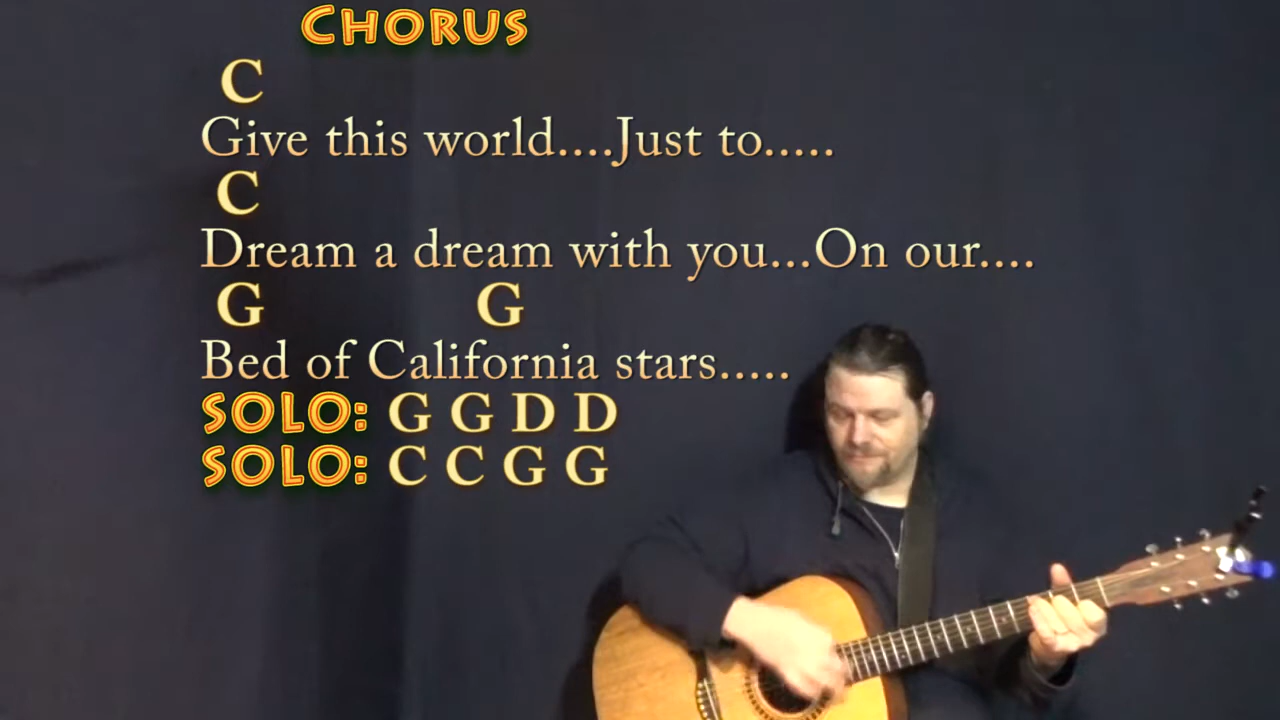 CHORUS
C
Give this world....Just to.....
C
Dream a dream with you...On our....
G G
Bed of California stars.....
SOLO: G G D D
SOLO: C C G G